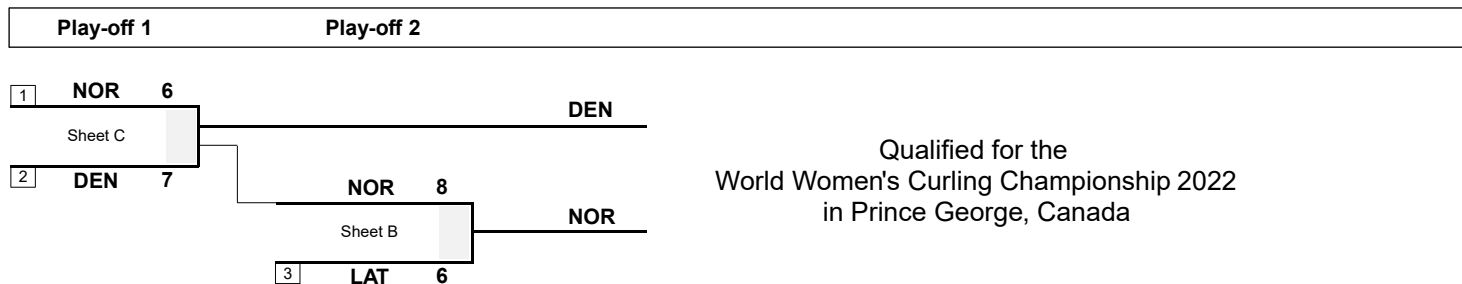 Play-off 1 Play-off 2
1 NOR 6
Sheet C
2 DEN 7
DEN
NOR 8
Sheet B
3 LAT 6
NOR
Qualified for the
World Women's Curling Championship 2022
in Prince George, Canada